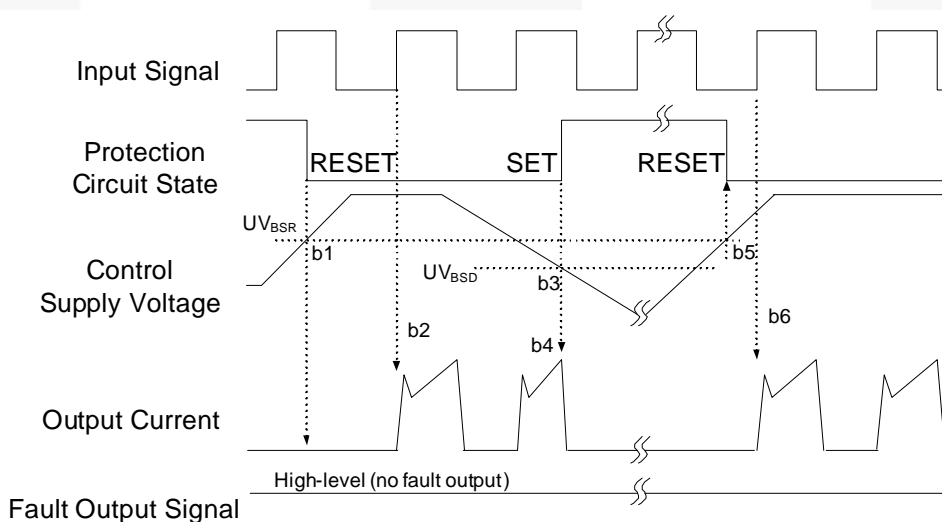 Input Signal
Protection
Circuit State
RESET
SET
RESET
UVBSR
b1
b5
Control
Supply Voltage
UVBSD
b3
b2
b4
b6
Output Current
High-level (no fault output)
Fault Output Signal